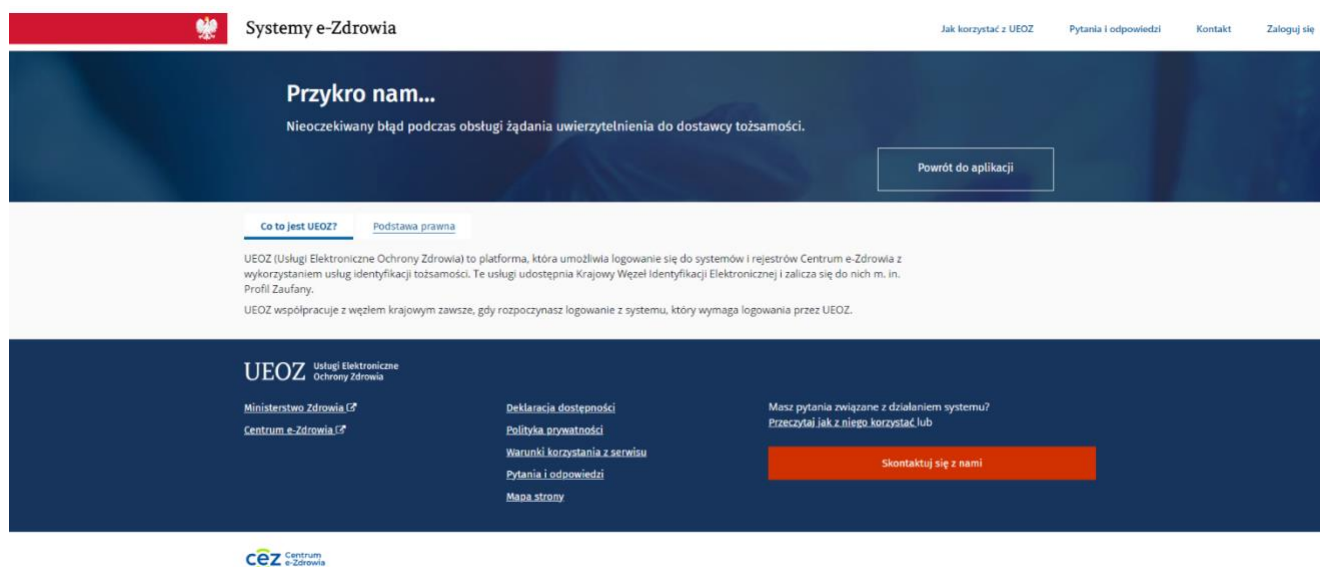 Systemy e-Zdrowia
Jak korzystać z UEOZ
Pytania i odpowiedzi
Kontakt
Zaloguj się
Przykro nam...
Nieoczekiwany błąd podczas obsługi żądania uwierzytelnienia do dostawcy tożsamości.
Powrót do aplikacji
Co to jest UEOZ?
Podstawa prawna
UEOZ (Usługi Elektroniczne Ochrony Zdrowia) to platforma, która umożliwia logowanie się do systemów i rejestrów Centrum e-Zdrowia z
wykorzystaniem usług identyfikacji tożsamości. Te usługi udostępnia Krajowy Węzeł Identyfikacji Elektronicznej i zalicza się do nich m. in.
Profil Zaufany.
UEOZ współpracuje z węzłem krajowym zawsze, gdy rozpoczynasz logowanie z systemu, który wymaga logowania przez UEOZ.
UEOZ Usługi Elektroniczne
Ochrony Zdrowia
Ministerstwo Zdrowia
Centrum e-Zdrowia
Deklaracja dostępności
Polityka prywatności
Warunki korzystania z serwisu
Pytania i odpowiedzi
Mapa strony
Masz pytania związane z działaniem systemu?
Przeczytaj jak z niego korzystać lub
Skontaktuj się z nami
cez Centrum
e-Zdrowia